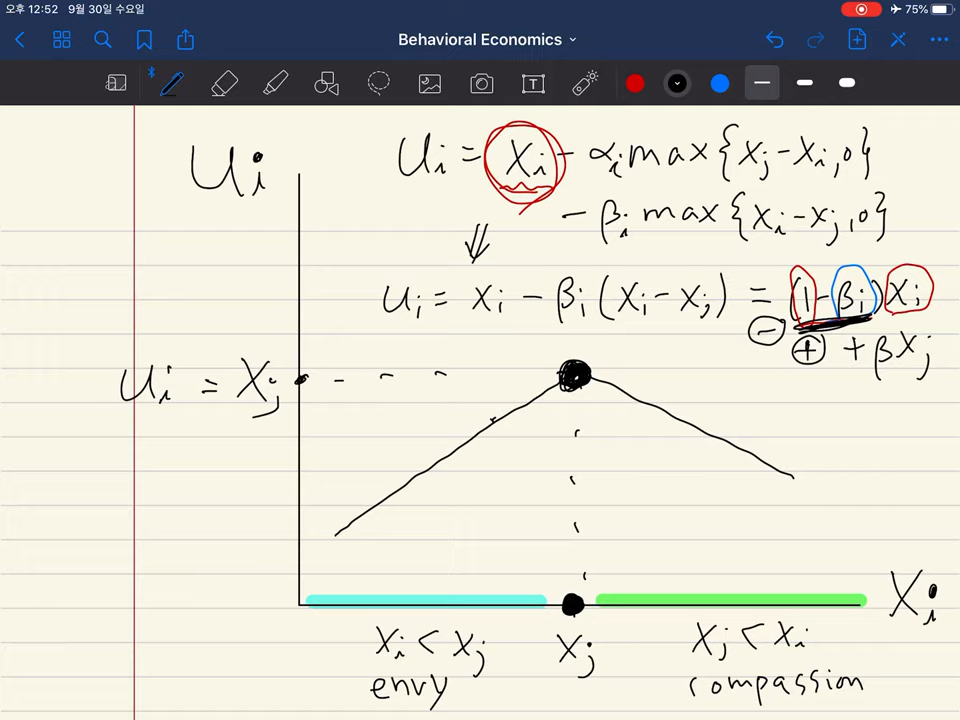 오후 12:52 9월 30일 수요일 75%
Behavioral Economics
T
Ui
Ui = Xi - αi max{Xj-Xi,0}
- βi max{Xi-Xj,0}
⇓
Ui = Xi - βi(Xi-Xj) = (1-βi)Xi
- + + βXj
Ui = Xj
Xi
Xi < Xj Xj Xj < Xi
envy compassion